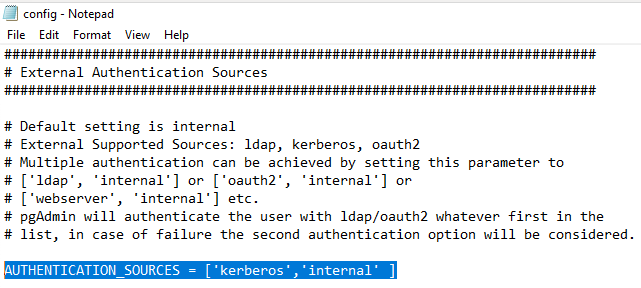 config - Notepad
File Edit Format View Help
##########################################################################
# External Authentication Sources
##########################################################################
# Default setting is internal
# External Supported Sources: ldap, kerberos, oauth2
# Multiple authentication can be achieved by setting this parameter to
# ['ldap', 'internal'] or ['oauth2', 'internal'] or
# ['webserver', 'internal'] etc.
# pgAdmin will authenticate the user with ldap/oauth2 whatever first in the
# list, in case of failure the second authentication option will be considered.
AUTHENTICATION_SOURCES = ['kerberos','internal' ]